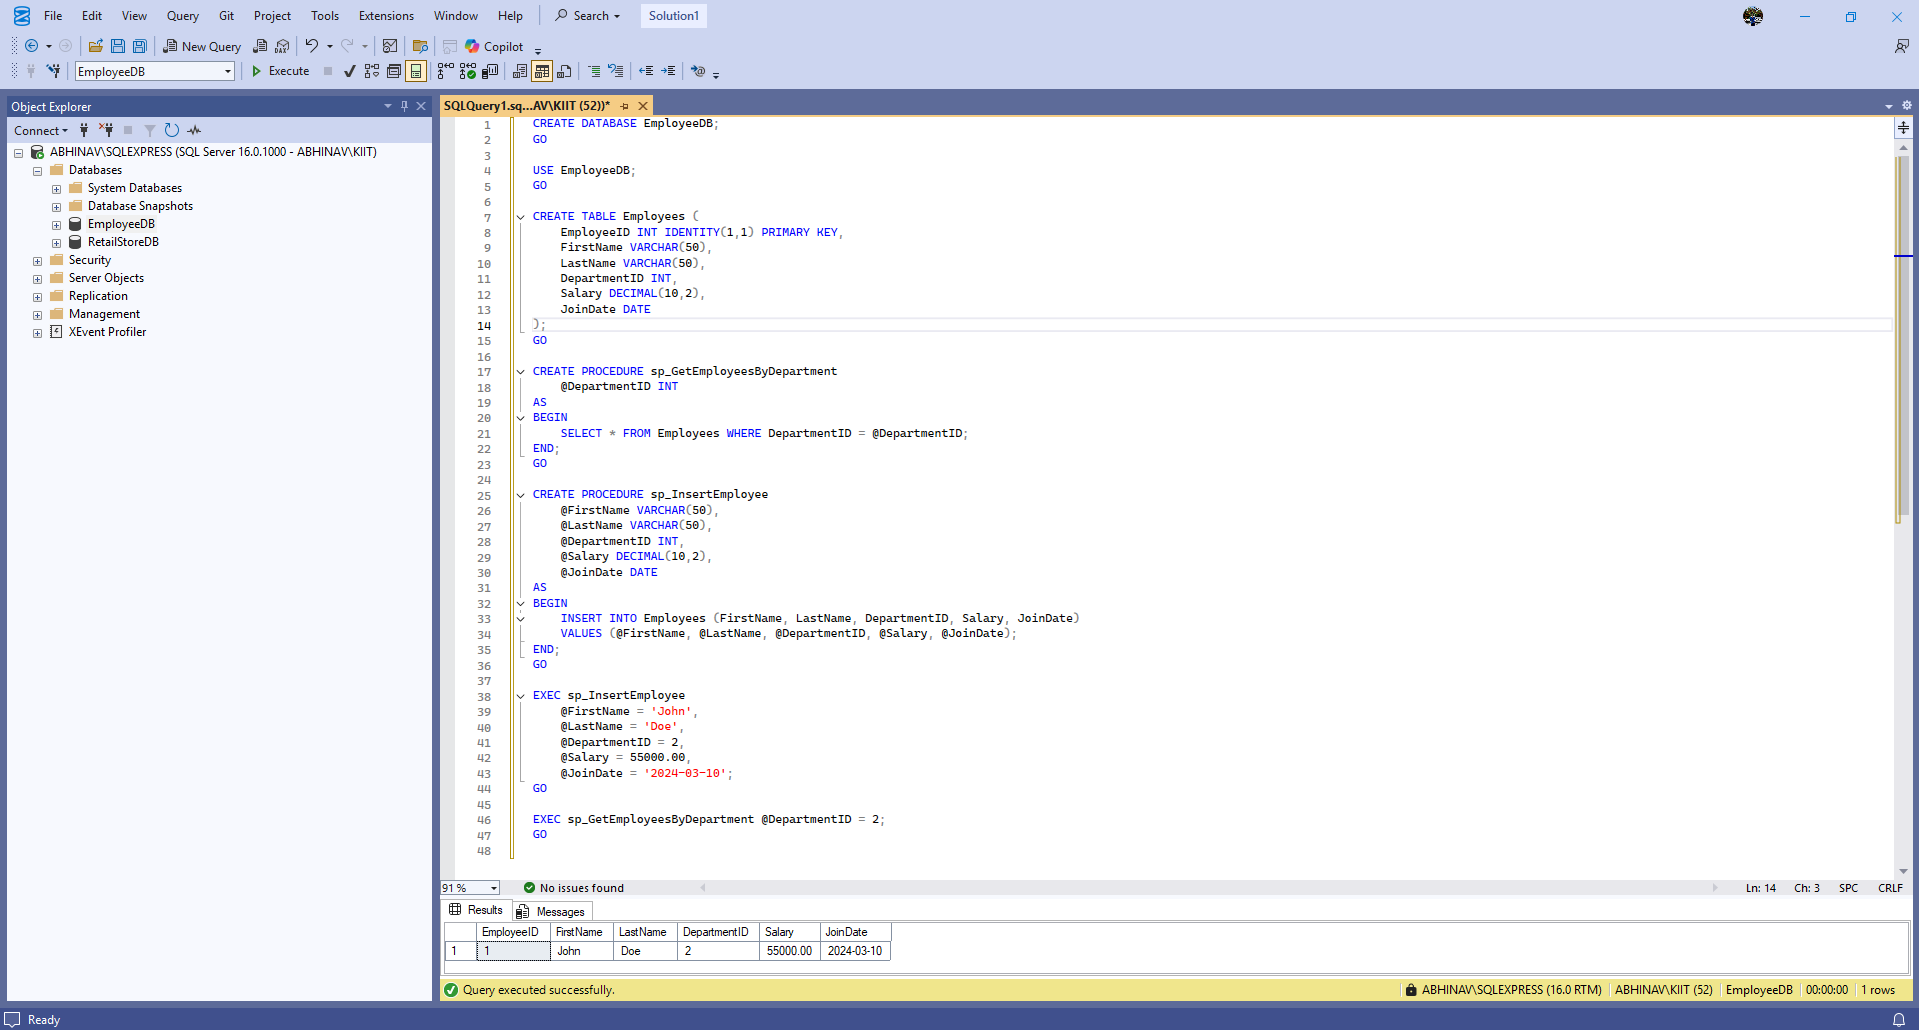 File Edit View Query Git Project Tools Extensions Window Help Search Solution1
New Query DAX Copilot
EmployeeDB Execute
Object Explorer
Connect
ABHINAV\SQLEXPRESS (SQL Server 16.0.1000 - ABHINAV\KIIT)
Databases
System Databases
Database Snapshots
EmployeeDB
RetailStoreDB
Security
Server Objects
Replication
Management
XEvent Profiler
SQLQuery1.sq...AV\KIIT (52))*
1 CREATE DATABASE EmployeeDB;
2 GO
3
4 USE EmployeeDB;
5 GO
6
7 CREATE TABLE Employees (
8 EmployeeID INT IDENTITY(1,1) PRIMARY KEY,
9 FirstName VARCHAR(50),
10 LastName VARCHAR(50),
11 DepartmentID INT,
12 Salary DECIMAL(10,2),
13 JoinDate DATE
14 );
15 GO
16
17 CREATE PROCEDURE sp_GetEmployeesByDepartment
18 @DepartmentID INT
19 AS
20 BEGIN
21 SELECT * FROM Employees WHERE DepartmentID = @DepartmentID;
22 END;
23 GO
24
25 CREATE PROCEDURE sp_InsertEmployee
26 @FirstName VARCHAR(50),
27 @LastName VARCHAR(50),
28 @DepartmentID INT,
29 @Salary DECIMAL(10,2),
30 @JoinDate DATE
31 AS
32 BEGIN
33 INSERT INTO Employees (FirstName, LastName, DepartmentID, Salary, JoinDate)
34 VALUES (@FirstName, @LastName, @DepartmentID, @Salary, @JoinDate);
35 END;
36 GO
37
38 EXEC sp_InsertEmployee
39 @FirstName = 'John',
40 @LastName = 'Doe',
41 @DepartmentID = 2,
42 @Salary = 55000.00,
43 @JoinDate = '2024-03-10';
44 GO
45
46 EXEC sp_GetEmployeesByDepartment @DepartmentID = 2;
47 GO
48
91 % No issues found Ln: 14 Ch: 3 SPC CRLF
Results Messages
EmployeeID FirstName LastName DepartmentID Salary JoinDate
1 1 John Doe 2 55000.00 2024-03-10
Query executed successfully. ABHINAV\SQLEXPRESS (16.0 RTM) ABHINAV\KIIT (52) EmployeeDB 00:00:00 1 rows
Ready